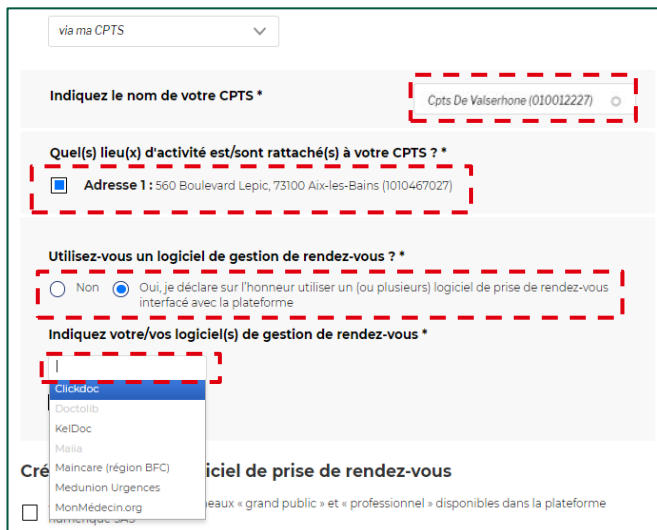 via ma CPTS
Indiquez le nom de votre CPTS *
Cpts De Valserhone (010012227)
Quel(s) lieu(x) d'activité est/sont rattaché(s) à votre CPTS ? *
Adresse 1 : 560 Boulevard Lepic, 73100 Aix-les-Bains (1010467027)
Utilisez-vous un logiciel de gestion de rendez-vous ? *
Non
Oui, je déclare sur l'honneur utiliser un (ou plusieurs) logiciel de prise de rendez-vous
interfacé avec la plateforme
Indiquez votre/vos logiciel(s) de gestion de rendez-vous *
Clickdoc
Doctolib
KelDoc
Maiia
Maincare (région BFC)
Medunion Urgences
MonMédecin.org
Cré iciel de prise de rendez-vous
eaux « grand public » et « professionnel » disponibles dans la plateforme
numérique SAS